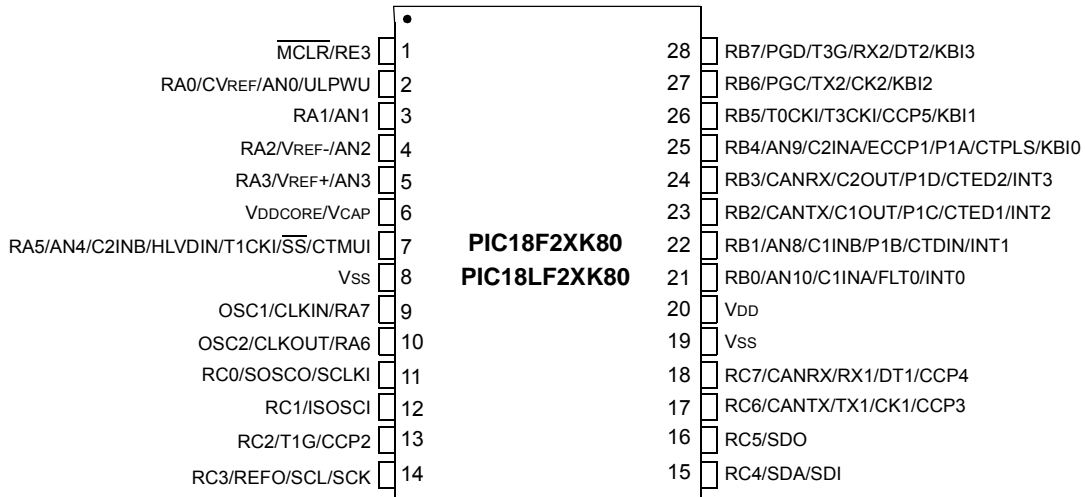 MCLR/RE3 1 28 RB7/PGD/T3G/RX2/DT2/KBI3
RA0/CVREF/AN0/ULPWU 2 27 RB6/PGC/TX2/CK2/KBI2
RA1/AN1 3 26 RB5/T0CKI/T3CKI/CCP5/KBI1
RA2/VREF-/AN2 4 25 RB4/AN9/C2INA/ECCP1/P1A/CTPLS/KBI0
RA3/VREF+/AN3 5 24 RB3/CANRX/C2OUT/P1D/CTED2/INT3
VDDCORE/VCAP 6 23 RB2/CANTX/C1OUT/P1C/CTED1/INT2
RA5/AN4/C2INB/HLVDIN/T1CKI/SS/CTMUI 7 PIC18F2XK80 22 RB1/AN8/C1INB/P1B/CTDIN/INT1
VSS 8 PIC18LF2XK80 21 RB0/AN10/C1INA/FLT0/INT0
OSC1/CLKIN/RA7 9 20 VDD
OSC2/CLKOUT/RA6 10 19 VSS
RC0/SOSCO/SCLKI 11 18 RC7/CANRX/RX1/DT1/CCP4
RC1/ISOSCI 12 17 RC6/CANTX/TX1/CK1/CCP3
RC2/T1G/CCP2 13 16 RC5/SDO
RC3/REFO/SCL/SCK 14 15 RC4/SDA/SDI